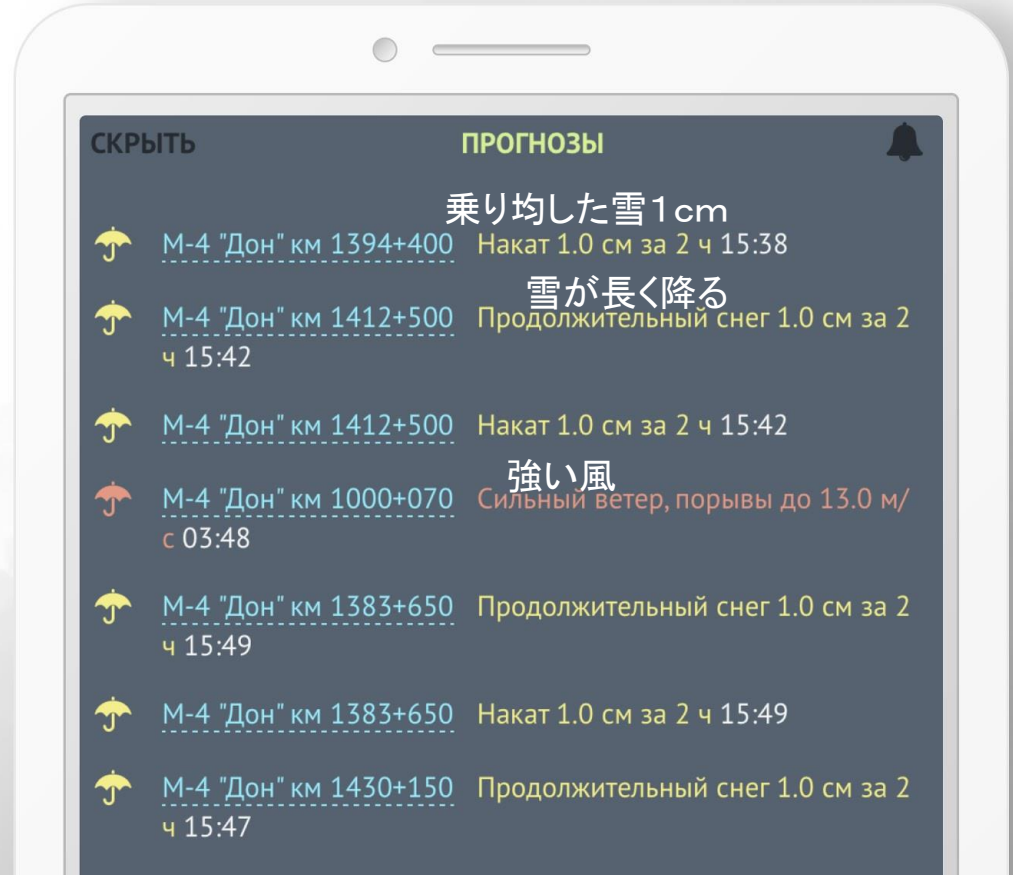 СКРЫТЬ ПРОГНОЗЫ
乗り均した雪1cm
М-4 "Дон" км 1394+400 Накат 1.0 см за 2 ч 15:38
雪が長く降る
М-4 "Дон" км 1412+500 Продолжительный снег 1.0 см за 2
ч 15:42
М-4 "Дон" км 1412+500 Накат 1.0 см за 2 ч 15:42
強い風
М-4 "Дон" км 1000+070 Сильный ветер, порывы до 13.0 м/
с 03:48
М-4 "Дон" км 1383+650 Продолжительный снег 1.0 см за 2
ч 15:49
М-4 "Дон" км 1383+650 Накат 1.0 см за 2 ч 15:49
М-4 "Дон" км 1430+150 Продолжительный снег 1.0 см за 2
ч 15:47